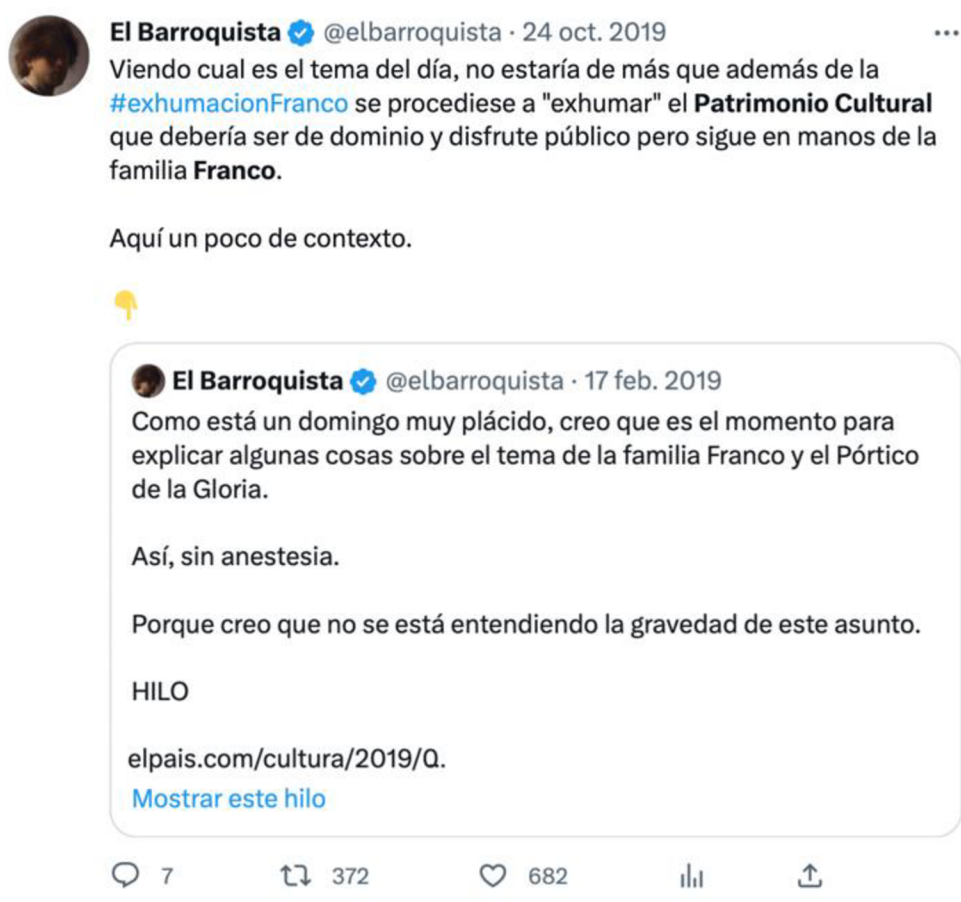 El Barroquista @elbarroquista · 24 oct. 2019
Viendo cual es el tema del día, no estaría de más que además de la
#exhumacionFranco se procediese a "exhumar" el Patrimonio Cultural
que debería ser de dominio y disfrute público pero sigue en manos de la
familia Franco.
Aquí un poco de contexto.
👇
El Barroquista @elbarroquista · 17 feb. 2019
Como está un domingo muy plácido, creo que es el momento para
explicar algunas cosas sobre el tema de la familia Franco y el Pórtico
de la Gloria.
Así, sin anestesia.
Porque creo que no se está entendiendo la gravedad de este asunto.
HILO
elpais.com/cultura/2019/Q.
Mostrar este hilo
7 372 682